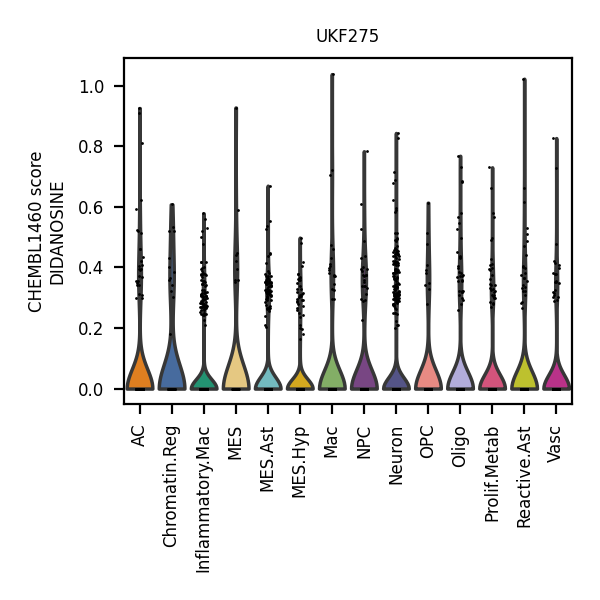 UKF275
CHEMBL1460 score
DIDANOSINE
1.0
0.8
0.6
0.4
0.2
0.0
AC
Chromatin.Reg
Inflammatory.Mac
MES
MES.Ast
MES.Hyp
Mac
NPC
Neuron
OPC
Oligo
Prolif.Metab
Reactive.Ast
Vasc